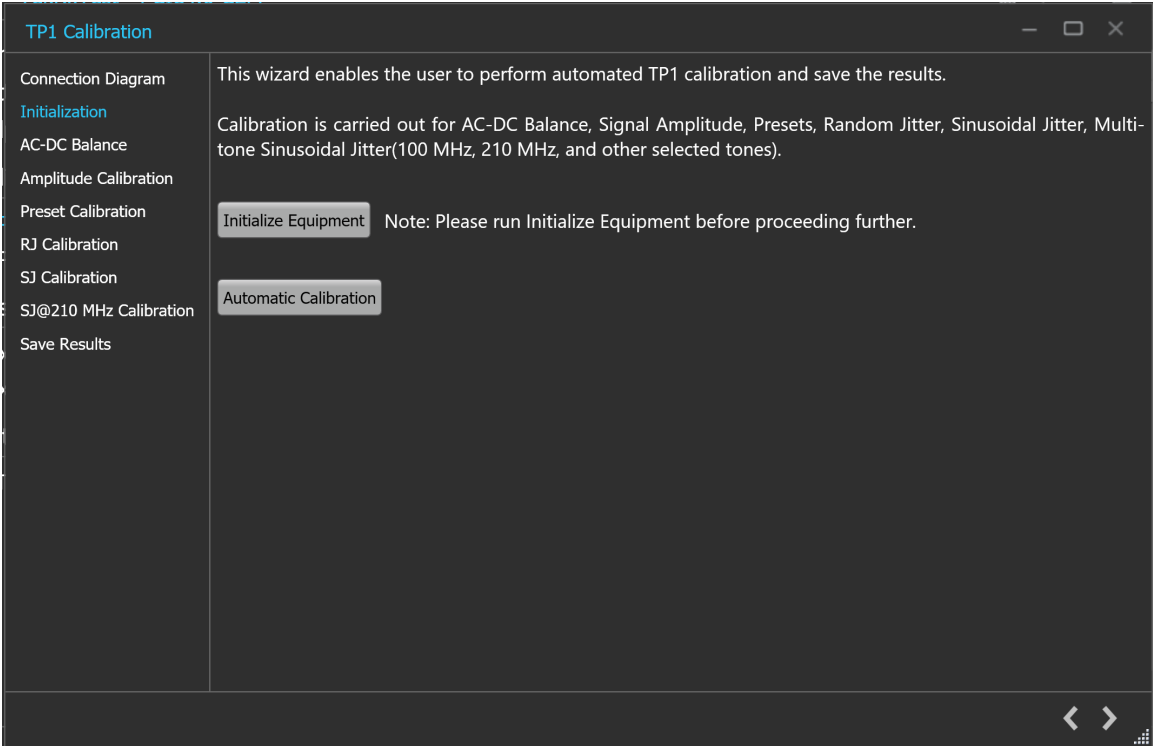 TP1 Calibration
Connection Diagram
Initialization
AC-DC Balance
Amplitude Calibration
Preset Calibration
RJ Calibration
SJ Calibration
SJ@210 MHz Calibration
Save Results
This wizard enables the user to perform automated TP1 calibration and save the results.
Calibration is carried out for AC-DC Balance, Signal Amplitude, Presets, Random Jitter, Sinusoidal Jitter, Multi-
tone Sinusoidal Jitter(100 MHz, 210 MHz, and other selected tones).
Initialize Equipment
Note: Please run Initialize Equipment before proceeding further.
Automatic Calibration